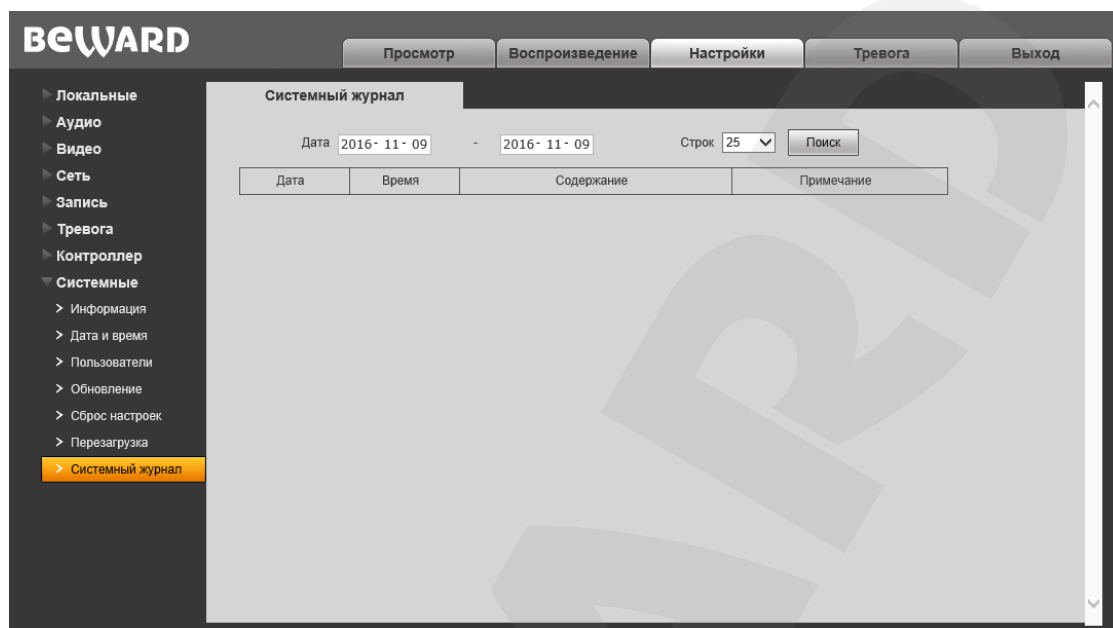 BEWARD
Просмотр Воспроизведение Настройки Тревога Выход
Локальные
Аудио
Видео
Сеть
Запись
Тревога
Контроллер
Системные
Информация
Дата и время
Пользователи
Обновление
Сброс настроек
Перезагрузка
Системный журнал
Системный журнал
Дата 2016- 11- 09 - 2016- 11- 09 Строк 25 Поиск
Дата Время Содержание Примечание